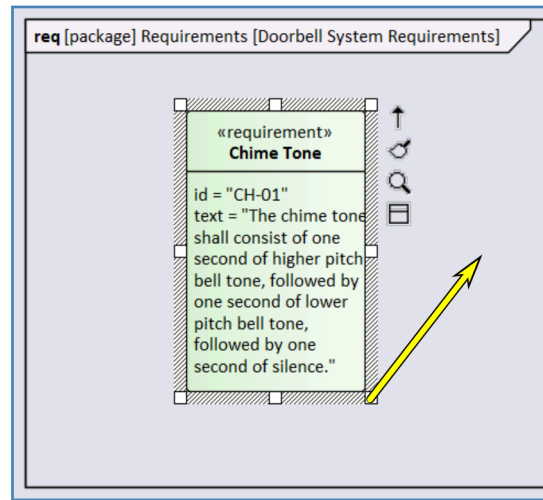 req [package] Requirements [Doorbell System Requirements]
«requirement»
Chime Tone
id = "CH-01"
text = "The chime tone
shall consist of one
second of higher pitch
bell tone, followed by
one second of lower
pitch bell tone,
followed by one
second of silence."